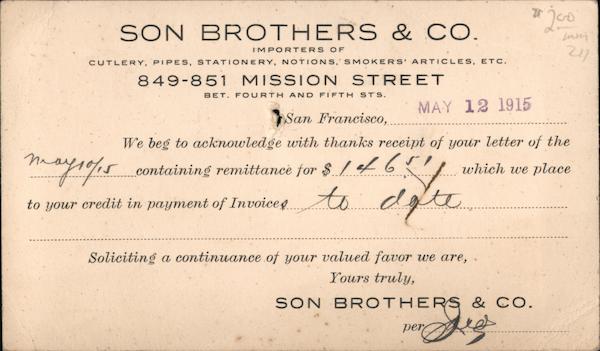 SON BROTHERS & CO.
IMPORTERS OF
CUTLERY, PIPES, STATIONERY, NOTIONS, SMOKERS' ARTICLES, ETC.
849-851 MISSION STREET
BET. FOURTH AND FIFTH STS.
San Francisco, MAY 12 1915
We beg to acknowledge with thanks receipt of your letter of the
May 10/15 containing remittance for $ 146.51 which we place
to your credit in payment of Invoices to date
Soliciting a continuance of your valued favor we are,
Yours truly,
SON BROTHERS & CO.
per